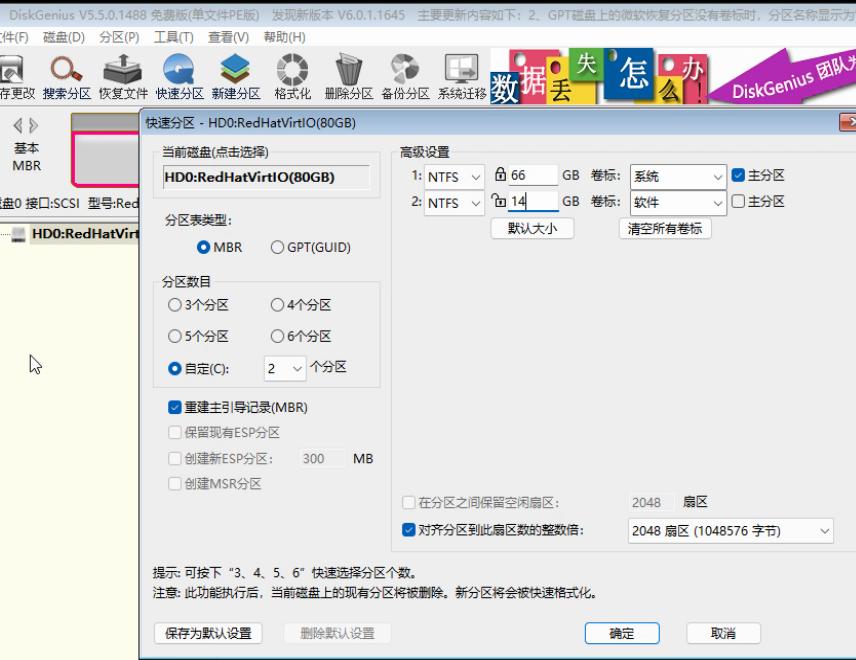 DiskGenius V5.5.0.1488 免费版(单文件PE版) 发现新版本 V6.0.1.1645 主要更新内容如下：2、GPT磁盘上的微软恢复分区没有卷标时，分区名称显示为
件(F) 磁盘(D) 分区(P) 工具(T) 查看(V) 帮助(H)
存更改 搜索分区 恢复文件 快速分区 新建分区 格式化 删除分区 备份分区 系统迁移
数据丢失怎么办!
DiskGenius 团队为
基本
MBR
盘0 接口:SCSI 型号:Red
HD0:RedHatVirt
快速分区 - HD0:RedHatVirtIO(80GB)
当前磁盘(点击选择)
HD0:RedHatVirtIO(80GB)
分区表类型:
MBR GPT(GUID)
分区数目
3个分区 4个分区
5个分区 6个分区
自定(C): 2 个分区
重建主引导记录(MBR)
保留现有ESP分区
创建新ESP分区: 300 MB
创建MSR分区
高级设置
1: NTFS 66 GB 卷标: 系统 主分区
2: NTFS 14 GB 卷标: 软件 主分区
默认大小 清空所有卷标
在分区之间保留空闲扇区: 2048 扇区
对齐分区到此扇区数的整数倍: 2048 扇区 (1048576 字节)
提示: 可按下“3、4、5、6”快速选择分区个数。
注意: 此功能执行后，当前磁盘上的现有分区将被删除。新分区将会被快速格式化。
保存为默认设置 删除默认设置 确定 取消